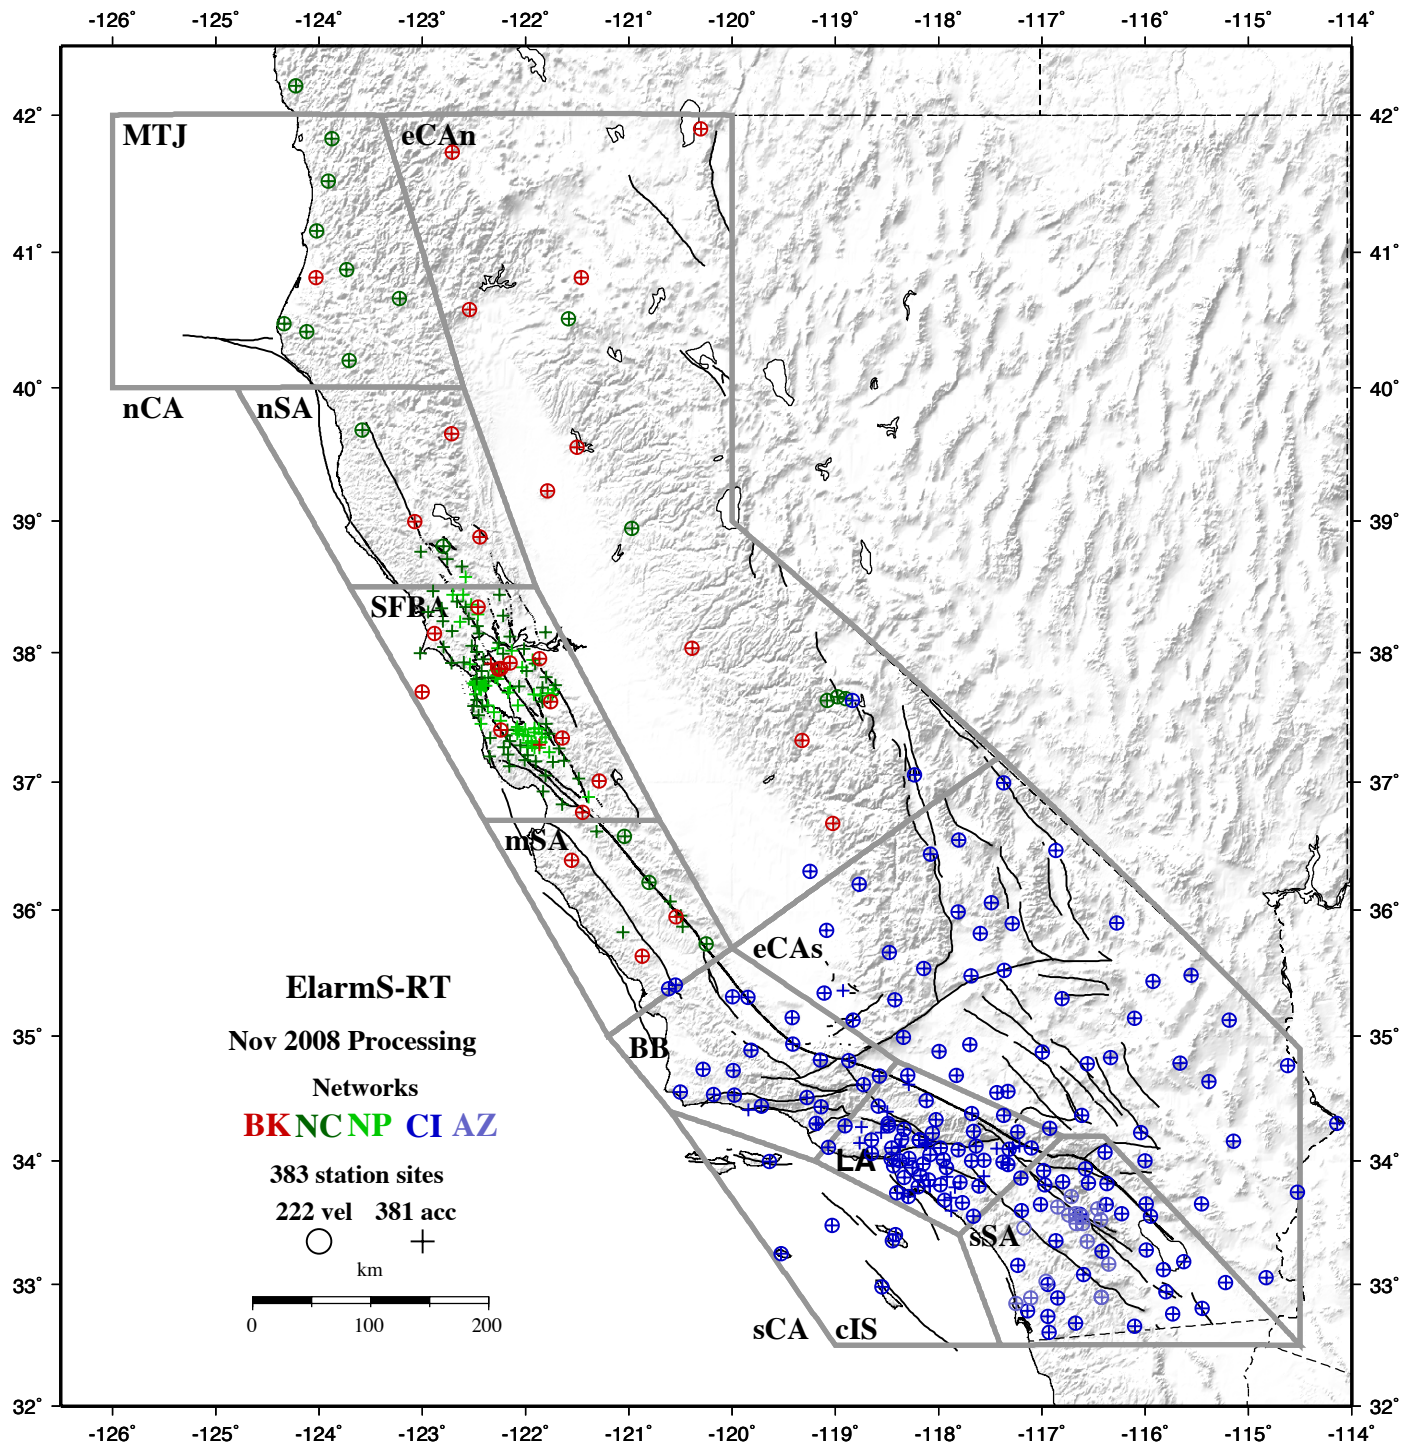 -126° -125° -124° -123° -122° -121° -120° -119° -118° -117° -116° -115° -114°
42° 42°
MTJ eCAn
41° 41°
40° 40°
nCA nSA
39° 39°
SFBA
38° 38°
37° 37°
mSA
36° 36°
eCAs
ElarmS-RT
Nov 2008 Processing
35° 35°
BB
Networks
BK NC NP CI AZ
34° 34°
LA
383 station sites
222 vel 381 acc
sSA
km
33° 33°
0 100 200
sCA cIS
32° 32°
-126° -125° -124° -123° -122° -121° -120° -119° -118° -117° -116° -115° -114°